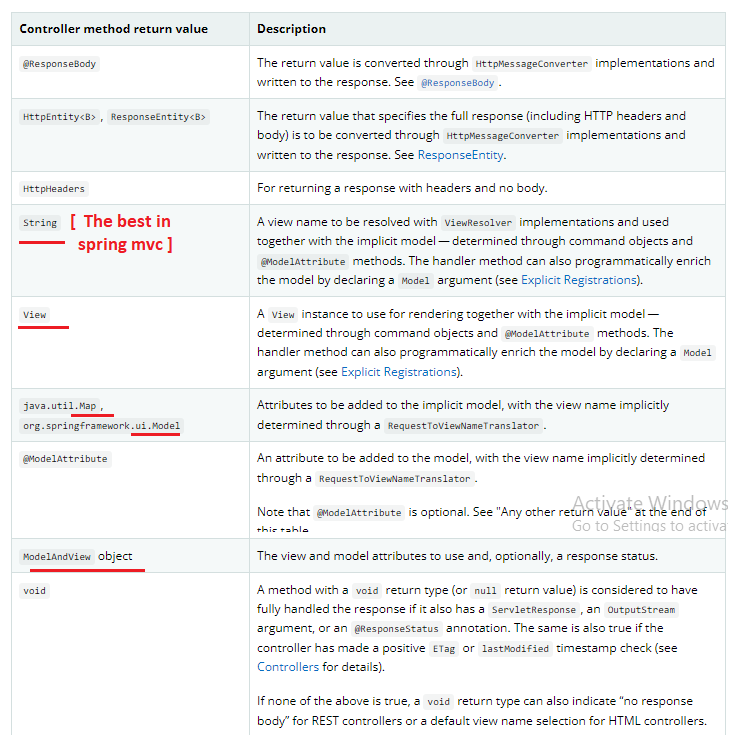 Controller method return value Description
@ResponseBody The return value is converted through HttpMessageConverter implementations and
written to the response. See @ResponseBody .
HttpEntity<B> , ResponseEntity<B> The return value that specifies the full response (including HTTP headers and
body) is to be converted through HttpMessageConverter implementations and
written to the response. See ResponseEntity.
HttpHeaders For returning a response with headers and no body.
String [ The best in
spring mvc ]
A view name to be resolved with ViewResolver implementations and used
together with the implicit model — determined through command objects and
@ModelAttribute methods. The handler method can also programmatically enrich
the model by declaring a Model argument (see Explicit Registrations).
View A View instance to use for rendering together with the implicit model —
determined through command objects and @ModelAttribute methods. The
handler method can also programmatically enrich the model by declaring a Model
argument (see Explicit Registrations).
java.util.Map ,
org.springframework.ui.Model
Attributes to be added to the implicit model, with the view name implicitly
determined through a RequestToViewNameTranslator .
@ModelAttribute An attribute to be added to the model, with the view name implicitly determined
through a RequestToViewNameTranslator .
Note that @ModelAttribute is optional. See "Any other return value" at the end of
this table
Activate Windows
Go to Settings to activa
ModelAndView object The view and model attributes to use and, optionally, a response status.
void A method with a void return type (or null return value) is considered to have
fully handled the response if it also has a ServletResponse , an OutputStream
argument, or an @ResponseStatus annotation. The same is also true if the
controller has made a positive ETag or lastModified timestamp check (see
Controllers for details).
If none of the above is true, a void return type can also indicate “no response
body” for REST controllers or a default view name selection for HTML controllers.